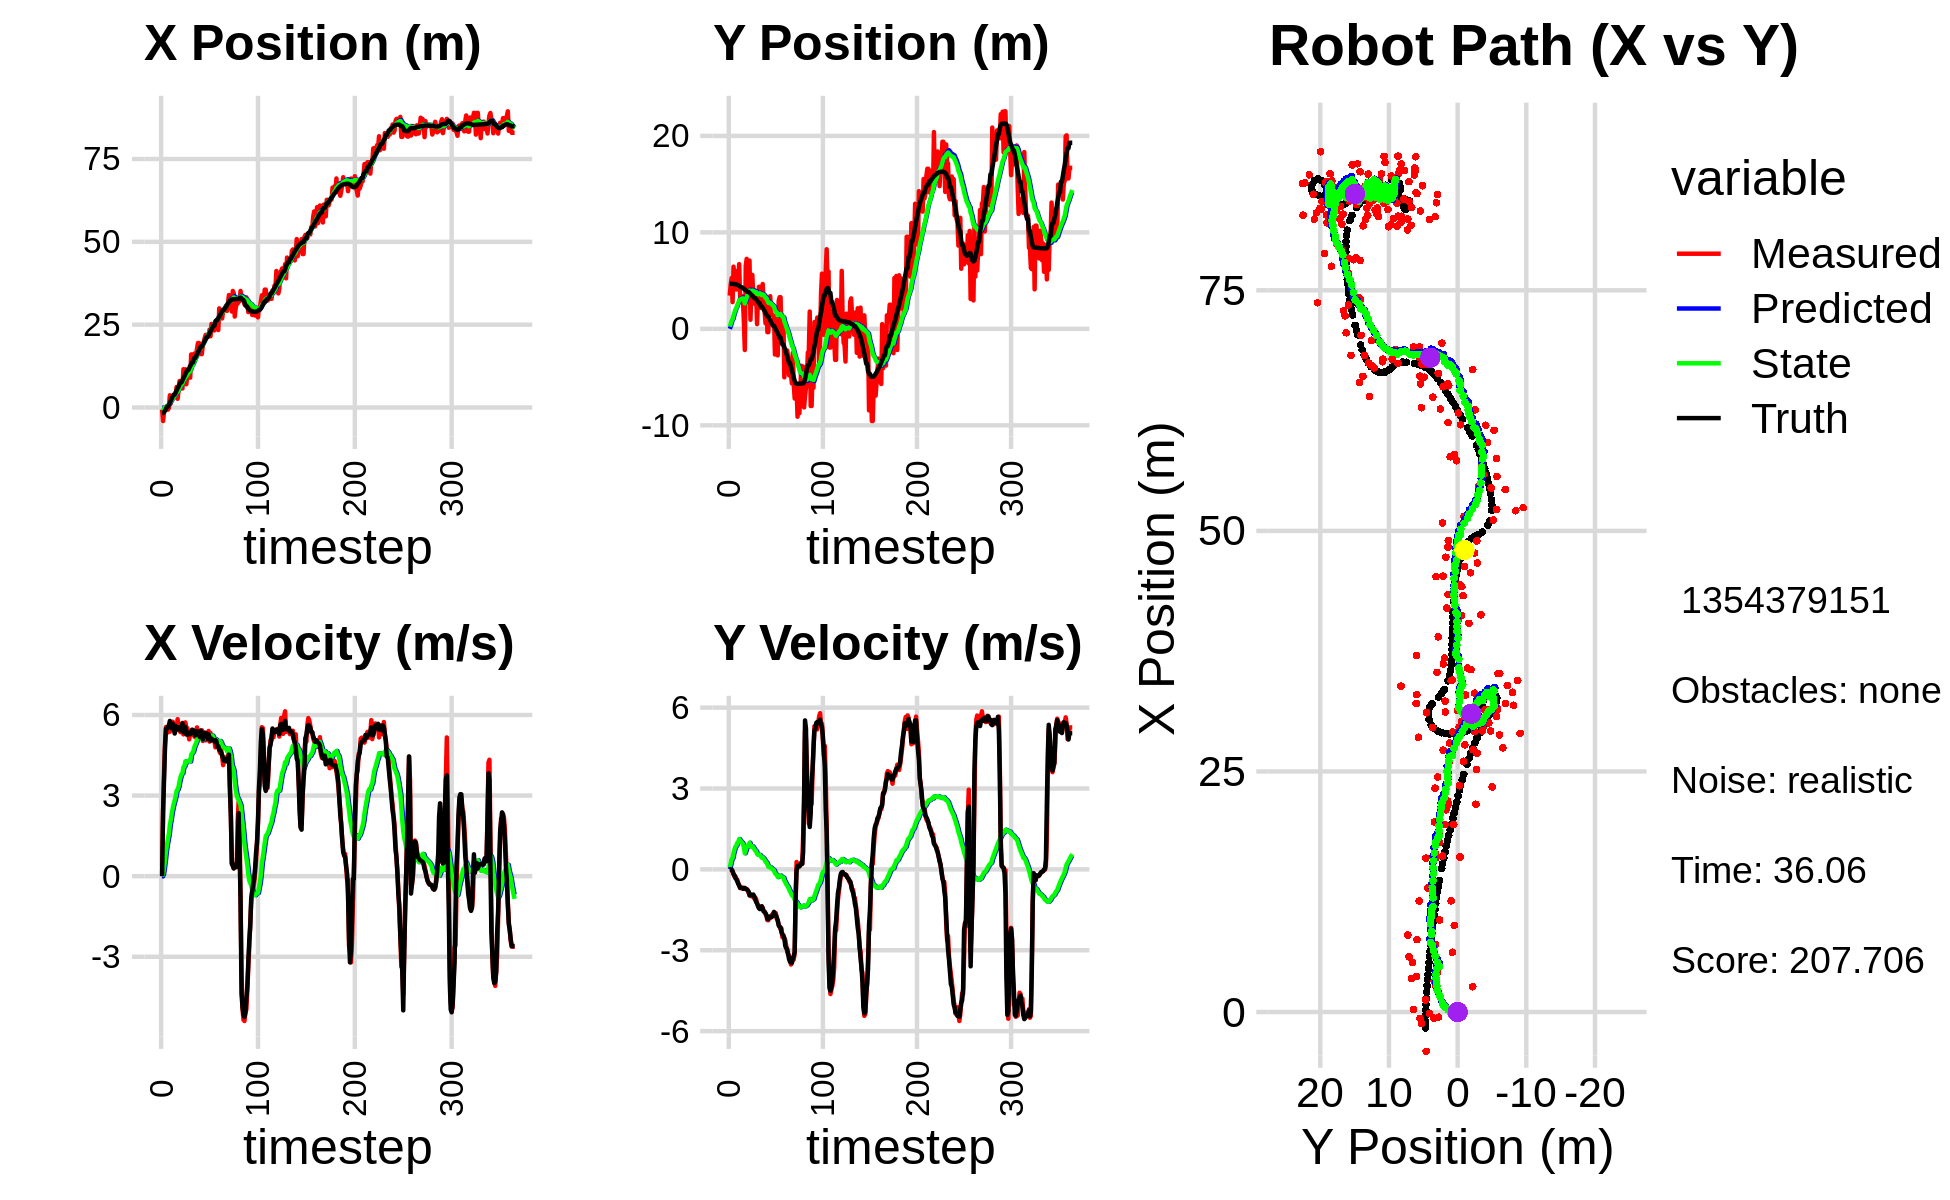 X Position (m)
75
50
25
0
0
100
200
300
timestep
Y Position (m)
20
10
0
-10
0
100
200
300
timestep
X Velocity (m/s)
6
3
0
-3
0
100
200
300
timestep
Y Velocity (m/s)
6
3
0
-3
-6
0
100
200
300
timestep
Robot Path (X vs Y)
X Position (m)
75
50
25
0
20 10 0 -10 -20
Y Position (m)
variable
Measured
Predicted
State
Truth
1354379151
Obstacles: none
Noise: realistic
Time: 36.06
Score: 207.706